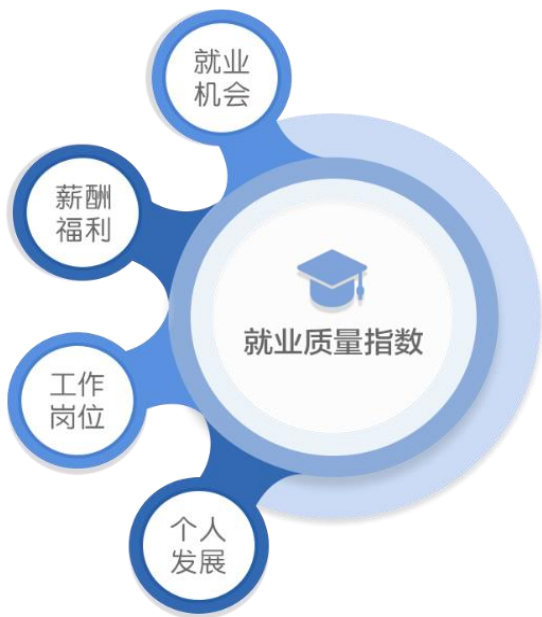 就业
机会
薪酬
福利
就业质量指数
工作
岗位
个人
发展